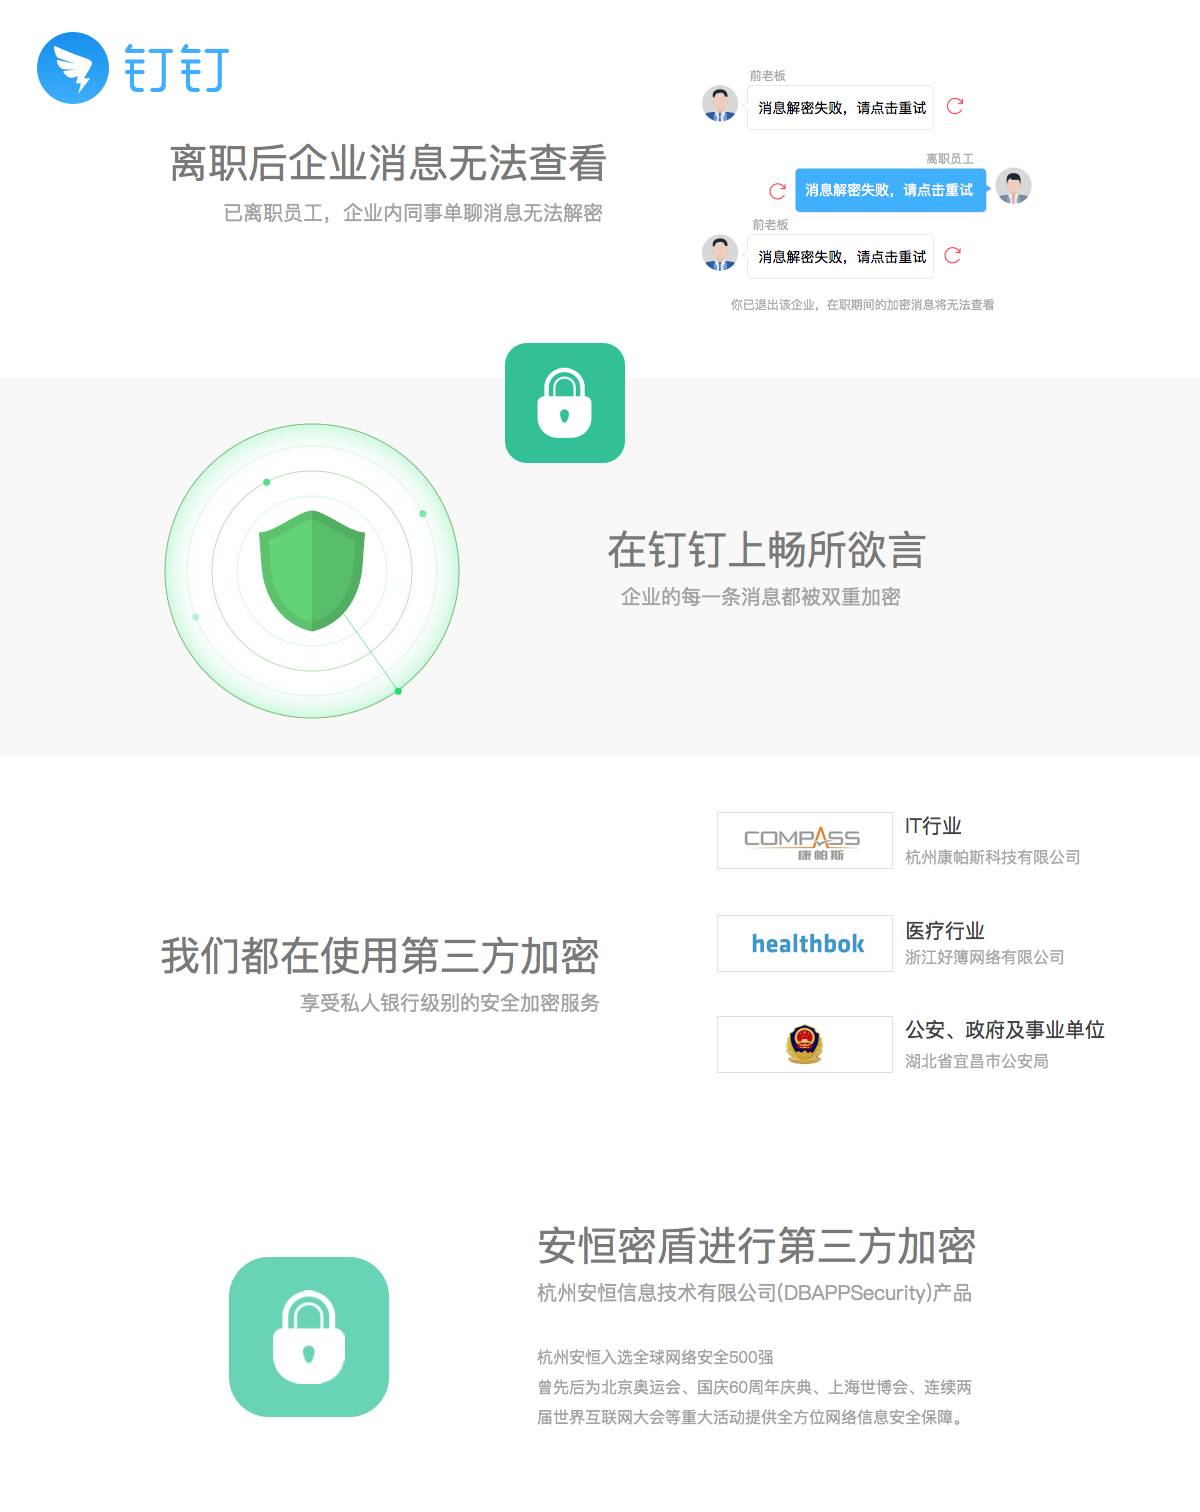 钉钉
离职后企业消息无法查看
已离职员工，企业内同事单聊消息无法解密
前老板
消息解密失败，请点击重试
离职员工
消息解密失败，请点击重试
前老板
消息解密失败，请点击重试
你已退出该企业，在职期间的加密消息将无法查看
在钉钉上畅所欲言
企业的每一条消息都被双重加密
我们都在使用第三方加密
享受私人银行级别的安全加密服务
COMPASS
康帕斯
IT行业
杭州康帕斯科技有限公司
healthbok
医疗行业
浙江好簿网络有限公司
公安、政府及事业单位
湖北省宜昌市公安局
安恒密盾进行第三方加密
杭州安恒信息技术有限公司(DBAPPSecurity)产品
杭州安恒入选全球网络安全500强
曾先后为北京奥运会、国庆60周年庆典、上海世博会、连续两
届世界互联网大会等重大活动提供全方位网络信息安全保障。